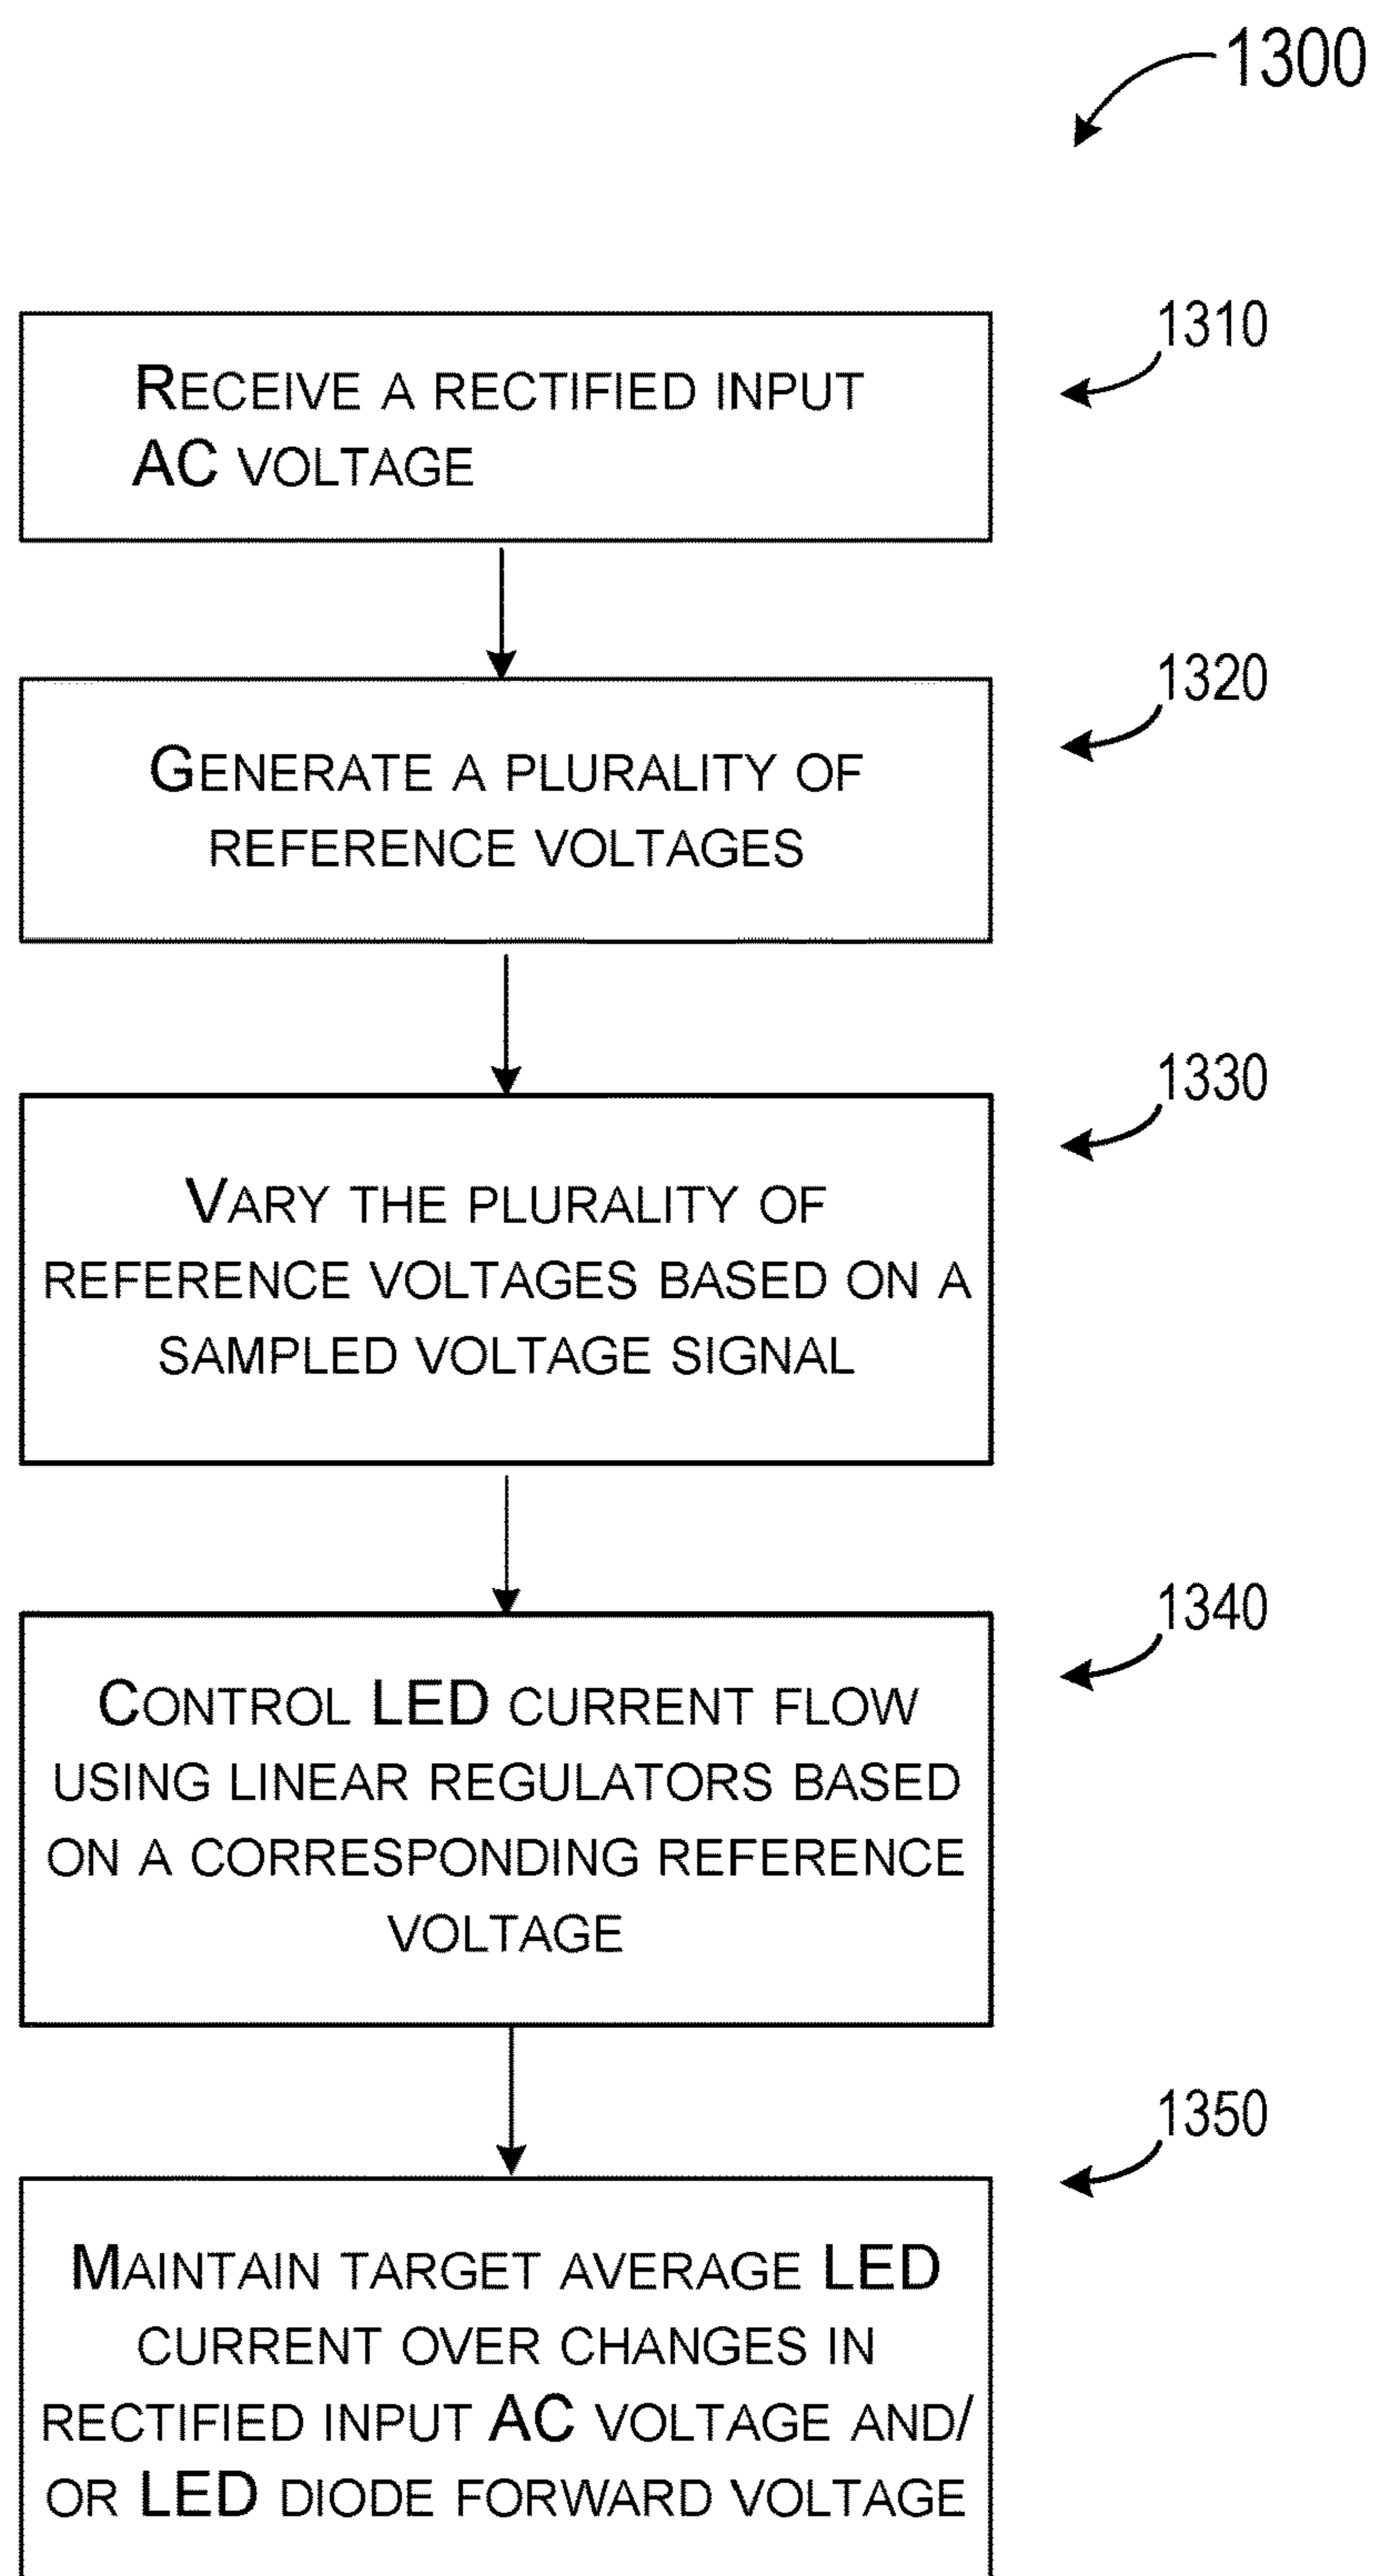 1300
1310
RECEIVE A RECTIFIED INPUT
AC VOLTAGE
1320
GENERATE A PLURALITY OF
REFERENCE VOLTAGES
1330
VARY THE PLURALITY OF
REFERENCE VOLTAGES BASED ON A
SAMPLED VOLTAGE SIGNAL
1340
CONTROL LED CURRENT FLOW
USING LINEAR REGULATORS BASED
ON A CORRESPONDING REFERENCE
VOLTAGE
1350
MAINTAIN TARGET AVERAGE LED
CURRENT OVER CHANGES IN
RECTIFIED INPUT AC VOLTAGE AND/
OR LED DIODE FORWARD VOLTAGE